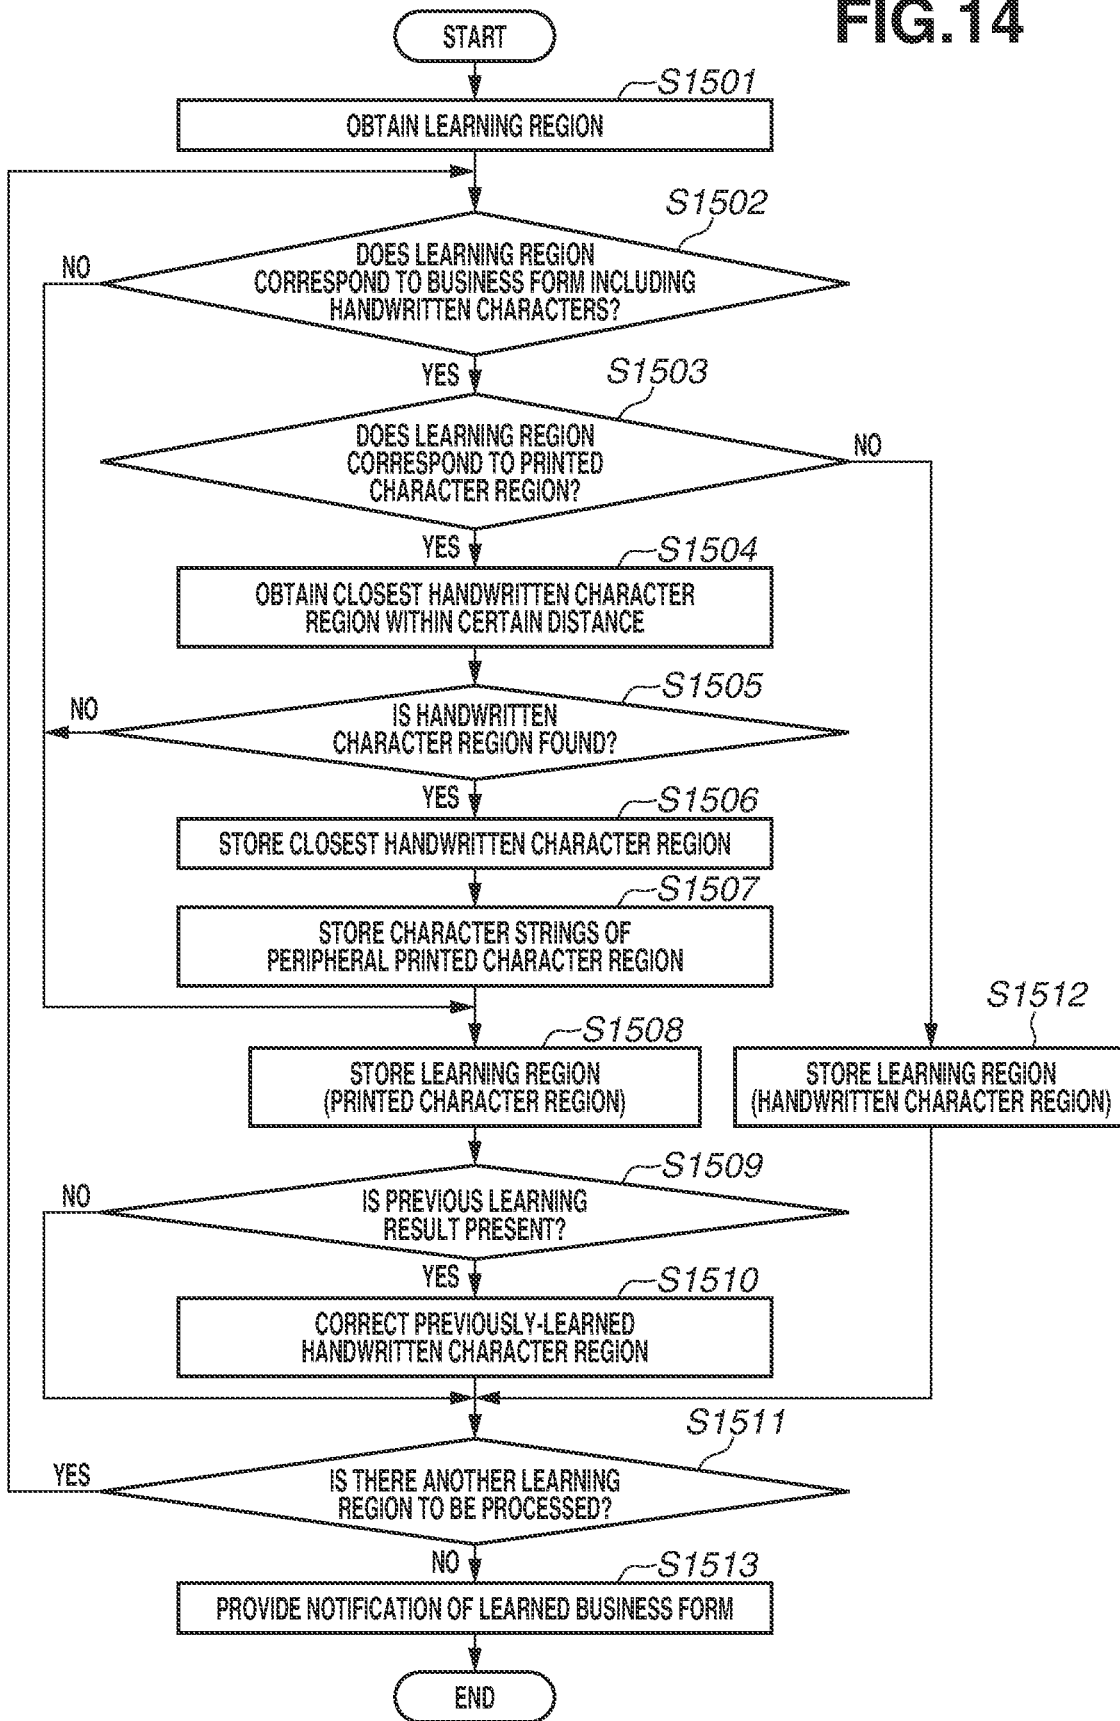 FIG.14
START
S1501
OBTAIN LEARNING REGION
S1502
DOES LEARNING REGION
CORRESPOND TO BUSINESS FORM INCLUDING
HANDWRITTEN CHARACTERS?
NO
YES
S1503
DOES LEARNING REGION
CORRESPOND TO PRINTED
CHARACTER REGION?
NO
YES
S1504
OBTAIN CLOSEST HANDWRITTEN CHARACTER
REGION WITHIN CERTAIN DISTANCE
S1505
IS HANDWRITTEN
CHARACTER REGION FOUND?
NO
YES
S1506
STORE CLOSEST HANDWRITTEN CHARACTER REGION
S1507
STORE CHARACTER STRINGS OF
PERIPHERAL PRINTED CHARACTER REGION
S1508
STORE LEARNING REGION
(PRINTED CHARACTER REGION)
S1512
STORE LEARNING REGION
(HANDWRITTEN CHARACTER REGION)
S1509
IS PREVIOUS LEARNING
RESULT PRESENT?
NO
YES
S1510
CORRECT PREVIOUSLY-LEARNED
HANDWRITTEN CHARACTER REGION
S1511
IS THERE ANOTHER LEARNING
REGION TO BE PROCESSED?
YES
NO
S1513
PROVIDE NOTIFICATION OF LEARNED BUSINESS FORM
END